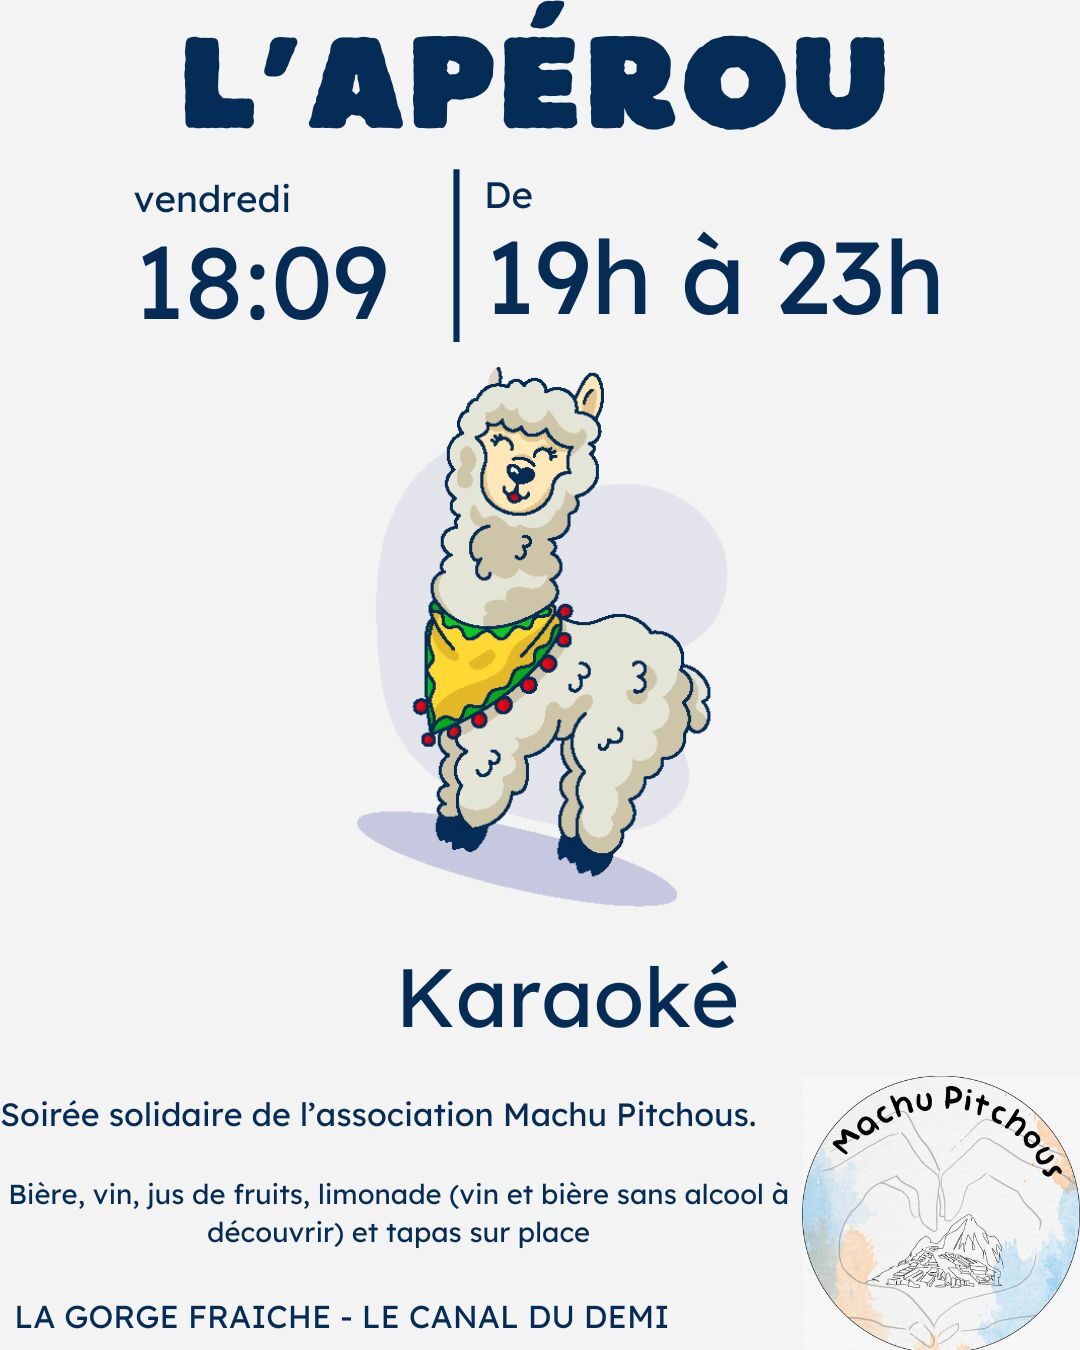 L'APÉROU
vendredi
18:09
De
19h à 23h
Karaoké
Soirée solidaire de l'association Machu Pitchous.
Bière, vin, jus de fruits, limonade (vin et bière sans alcool à
découvrir) et tapas sur place
LA GORGE FRAICHE - LE CANAL DU DEMI
Machu Pitchous